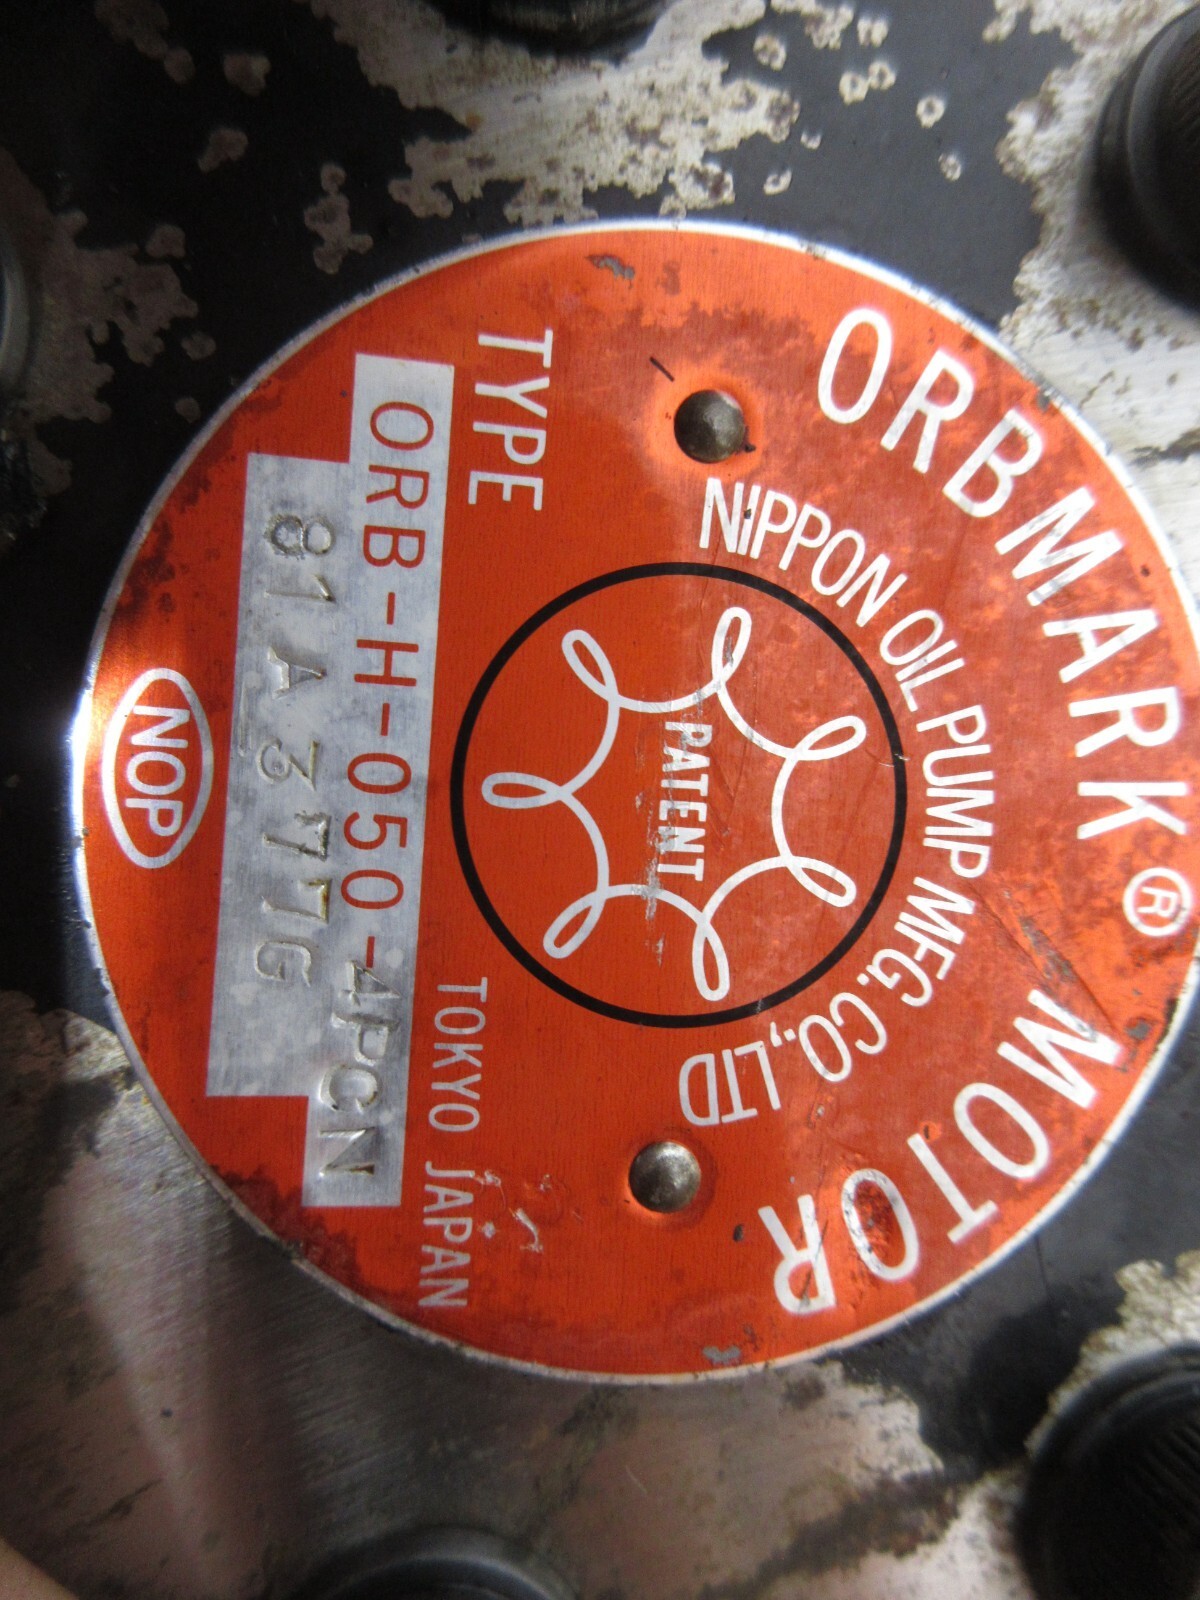 ORBMARK® MOTOR
NIPPON OIL PUMP MFG. CO., LTD
PATENT
TOKYO JAPAN
TYPE
ORB-H-050-4PCN
81A377G
NOP